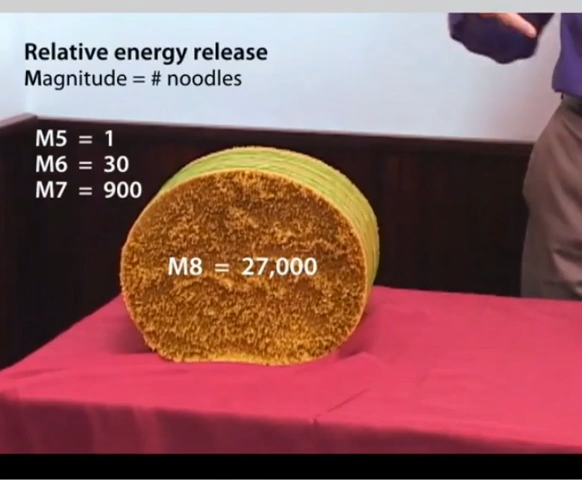 Relative energy release
Magnitude = # noodles
M5 = 1
M6 = 30
M7 = 900
M8 = 27,000